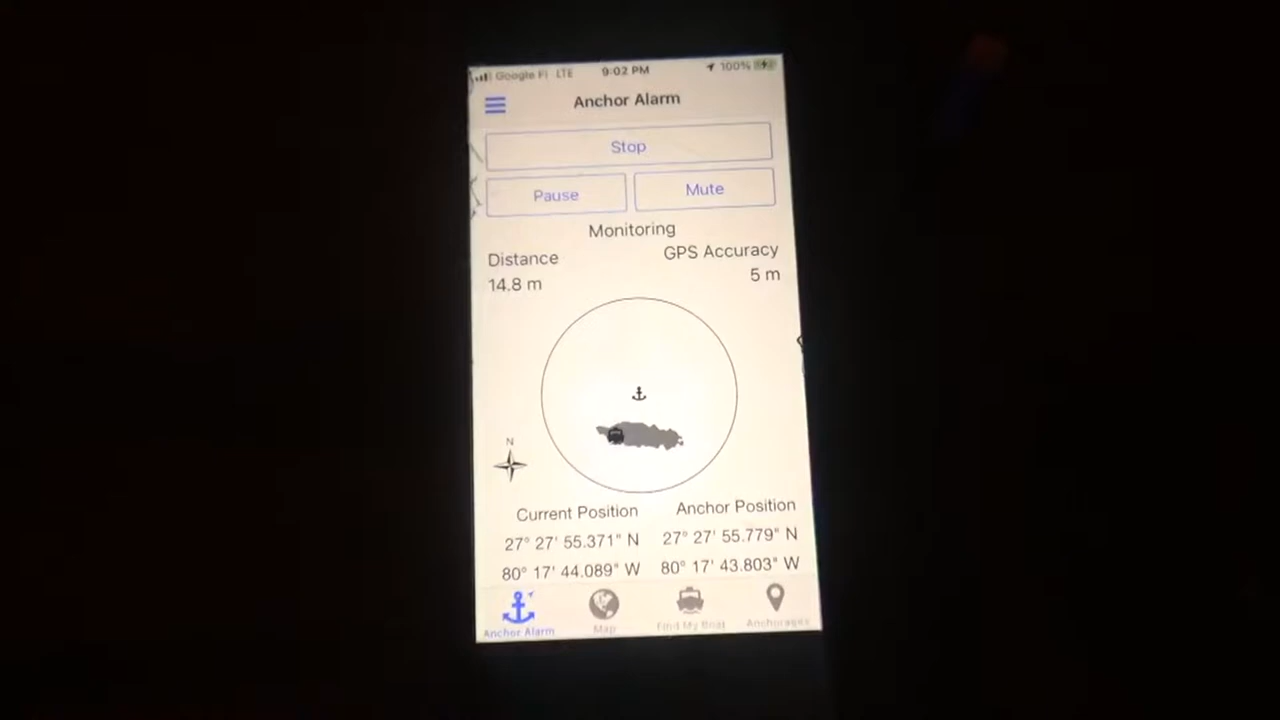 Google Fi LTE 9:02 PM 100%
Anchor Alarm
Stop
Pause Mute
Monitoring
Distance GPS Accuracy
14.8 m 5 m
N
Current Position Anchor Position
27° 27' 55.371" N 27° 27' 55.779" N
80° 17' 44.089" W 80° 17' 43.803" W
Anchor Alarm Map Find My Boat Anchorages